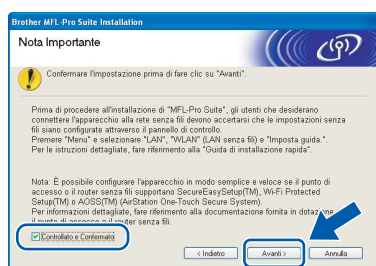 Brother MFL-Pro Suite Installation
Nota Importante
Confermare l'impostazione prima di fare clic su "Avanti".
Prima di procedere all'installazione di "MFL-Pro Suite", gli utenti che desiderano
connettere l'apparecchio alla rete senza fili devono accertarsi che le impostazioni senza
fili siano configurate attraverso il pannello di controllo.
Premere "Menu" e selezionare "LAN", "WLAN" (LAN senza fili) e "Imposta.guida.".
Per le istruzioni dettagliate, fare riferimento alla "Guida di installazione rapida".
Nota: È possibile configurare l'apparecchio in modo semplice e veloce se il punto di
accesso o il router senza fili supportano SecureEasySetup(TM), Wi-Fi Protected
Setup(TM) o AOSS(TM) (AirStation One-Touch Secure System).
Per informazioni dettagliate, fare riferimento alla documentazione fornita in dotazione
il punto di accesso o il router senza fili.
Controllato e Confermato
< Indietro Avanti > Annulla